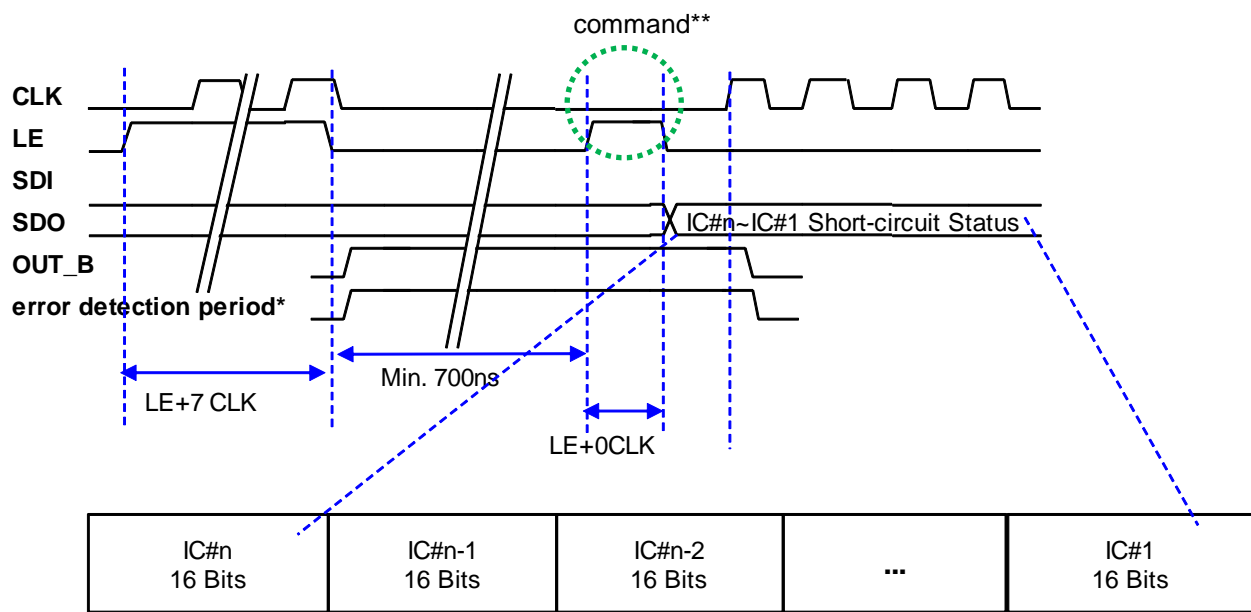 command**
CLK
LE
SDI
SDO
IC#n~IC#1 Short-circuit Status
OUT_B
error detection period*
Min. 700ns
LE+7 CLK
LE+0CLK
IC#n
16 Bits
IC#n-1
16 Bits
IC#n-2
16 Bits
...
IC#1
16 Bits